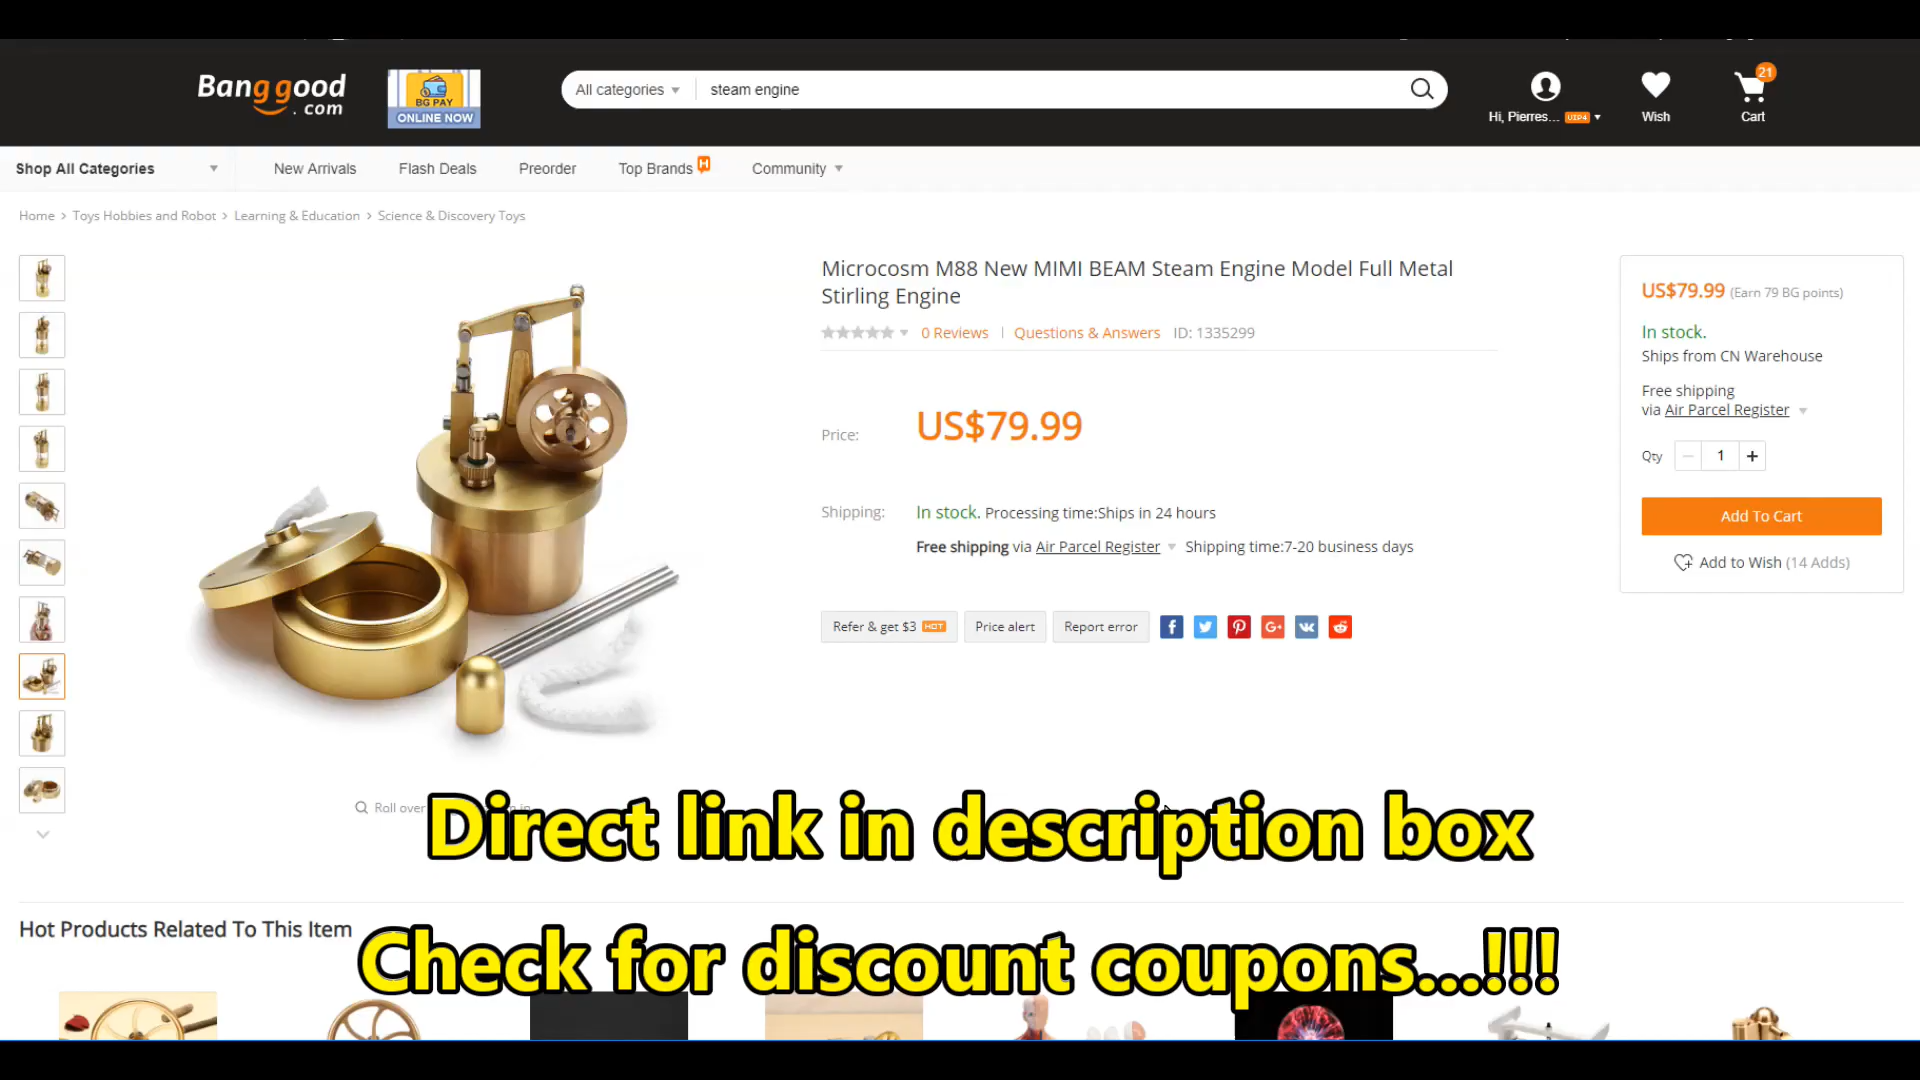 Banggood
.com
BG PAY
ONLINE NOW
All categories
steam engine
Hi, Pierres... VIP4
Wish
21
Cart
Shop All Categories
New Arrivals
Flash Deals
Preorder
Top Brands H
Community
Home > Toys Hobbies and Robot > Learning & Education > Science & Discovery Toys
Microcosm M88 New MIMI BEAM Steam Engine Model Full Metal
Stirling Engine
0 Reviews | Questions & Answers ID: 1335299
Price: US$79.99
Shipping: In stock. Processing time:Ships in 24 hours
Free shipping via Air Parcel Register Shipping time:7-20 business days
Refer & get $3 HOT
Price alert
Report error
US$79.99 (Earn 79 BG points)
In stock.
Ships from CN Warehouse
Free shipping
via Air Parcel Register
Qty − 1 +
Add To Cart
Add to Wish (14 Adds)
Roll over
Direct link in description box
Hot Products Related To This Item
Check for discount coupons...!!!